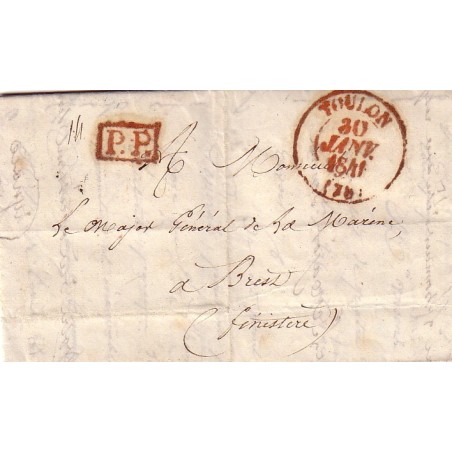 P.P.
TOULON
30
JANV.
1841
(78)
Monsieur
Le Major Général de La Marine,
à Brest
(finistère)